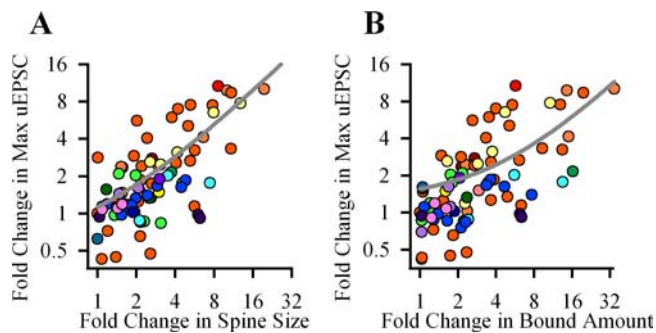 A
Fold Change in Max uEPSC
16
8
4
2
1
0.5
1 2 4 8 16 32
Fold Change in Spine Size
B
Fold Change in Max uEPSC
16
8
4
2
1
0.5
1 2 4 8 16 32
Fold Change in Bound Amount